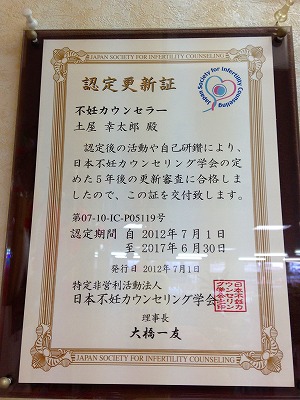 JAPAN SOCIETY FOR INFERTILITY COUNSELING
認定更新証
Japan Society for Infertility Counseling
不妊カウンセラー
土屋 幸太郎 殿
認定後の活動や自己研鑽により、
日本不妊カウンセリング学会の定
めた5年後の更新審査に合格しま
したので、この証を交付致します。
第07-10-IC-P05119号
認定期間 自 2012年7月1日
至 2017年6月30日
発行日 2012年7月1日
特定非営利活動法人
日本不妊カウンセリング学会
理事長
大橋一友
JAPAN SOCIETY FOR INFERTILITY COUNSELING